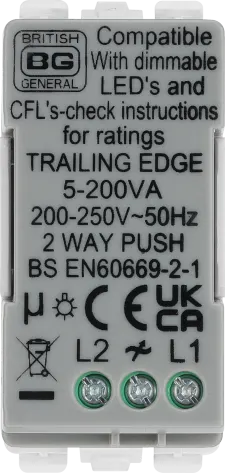 BRITISH
BG
GENERAL
Compatible
With dimmable
LED's and
CFL's-check instructions
for ratings
TRAILING EDGE
5-200VA
200-250V~50Hz
2 WAY PUSH
BS EN60669-2-1
µ CE UK CA
L2 L1